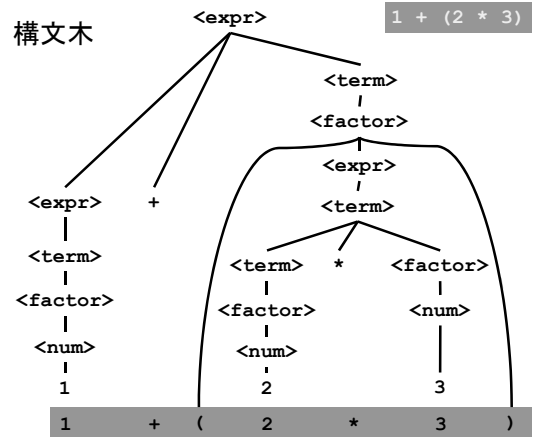 構文木
<expr>
1 + (2 * 3)
<term>
<factor>
<expr>
<expr> +
<term>
<term>
<term> * <factor>
<factor>
<factor> <num>
<num>
<num>
1 2 3
1 + ( 2 * 3 )